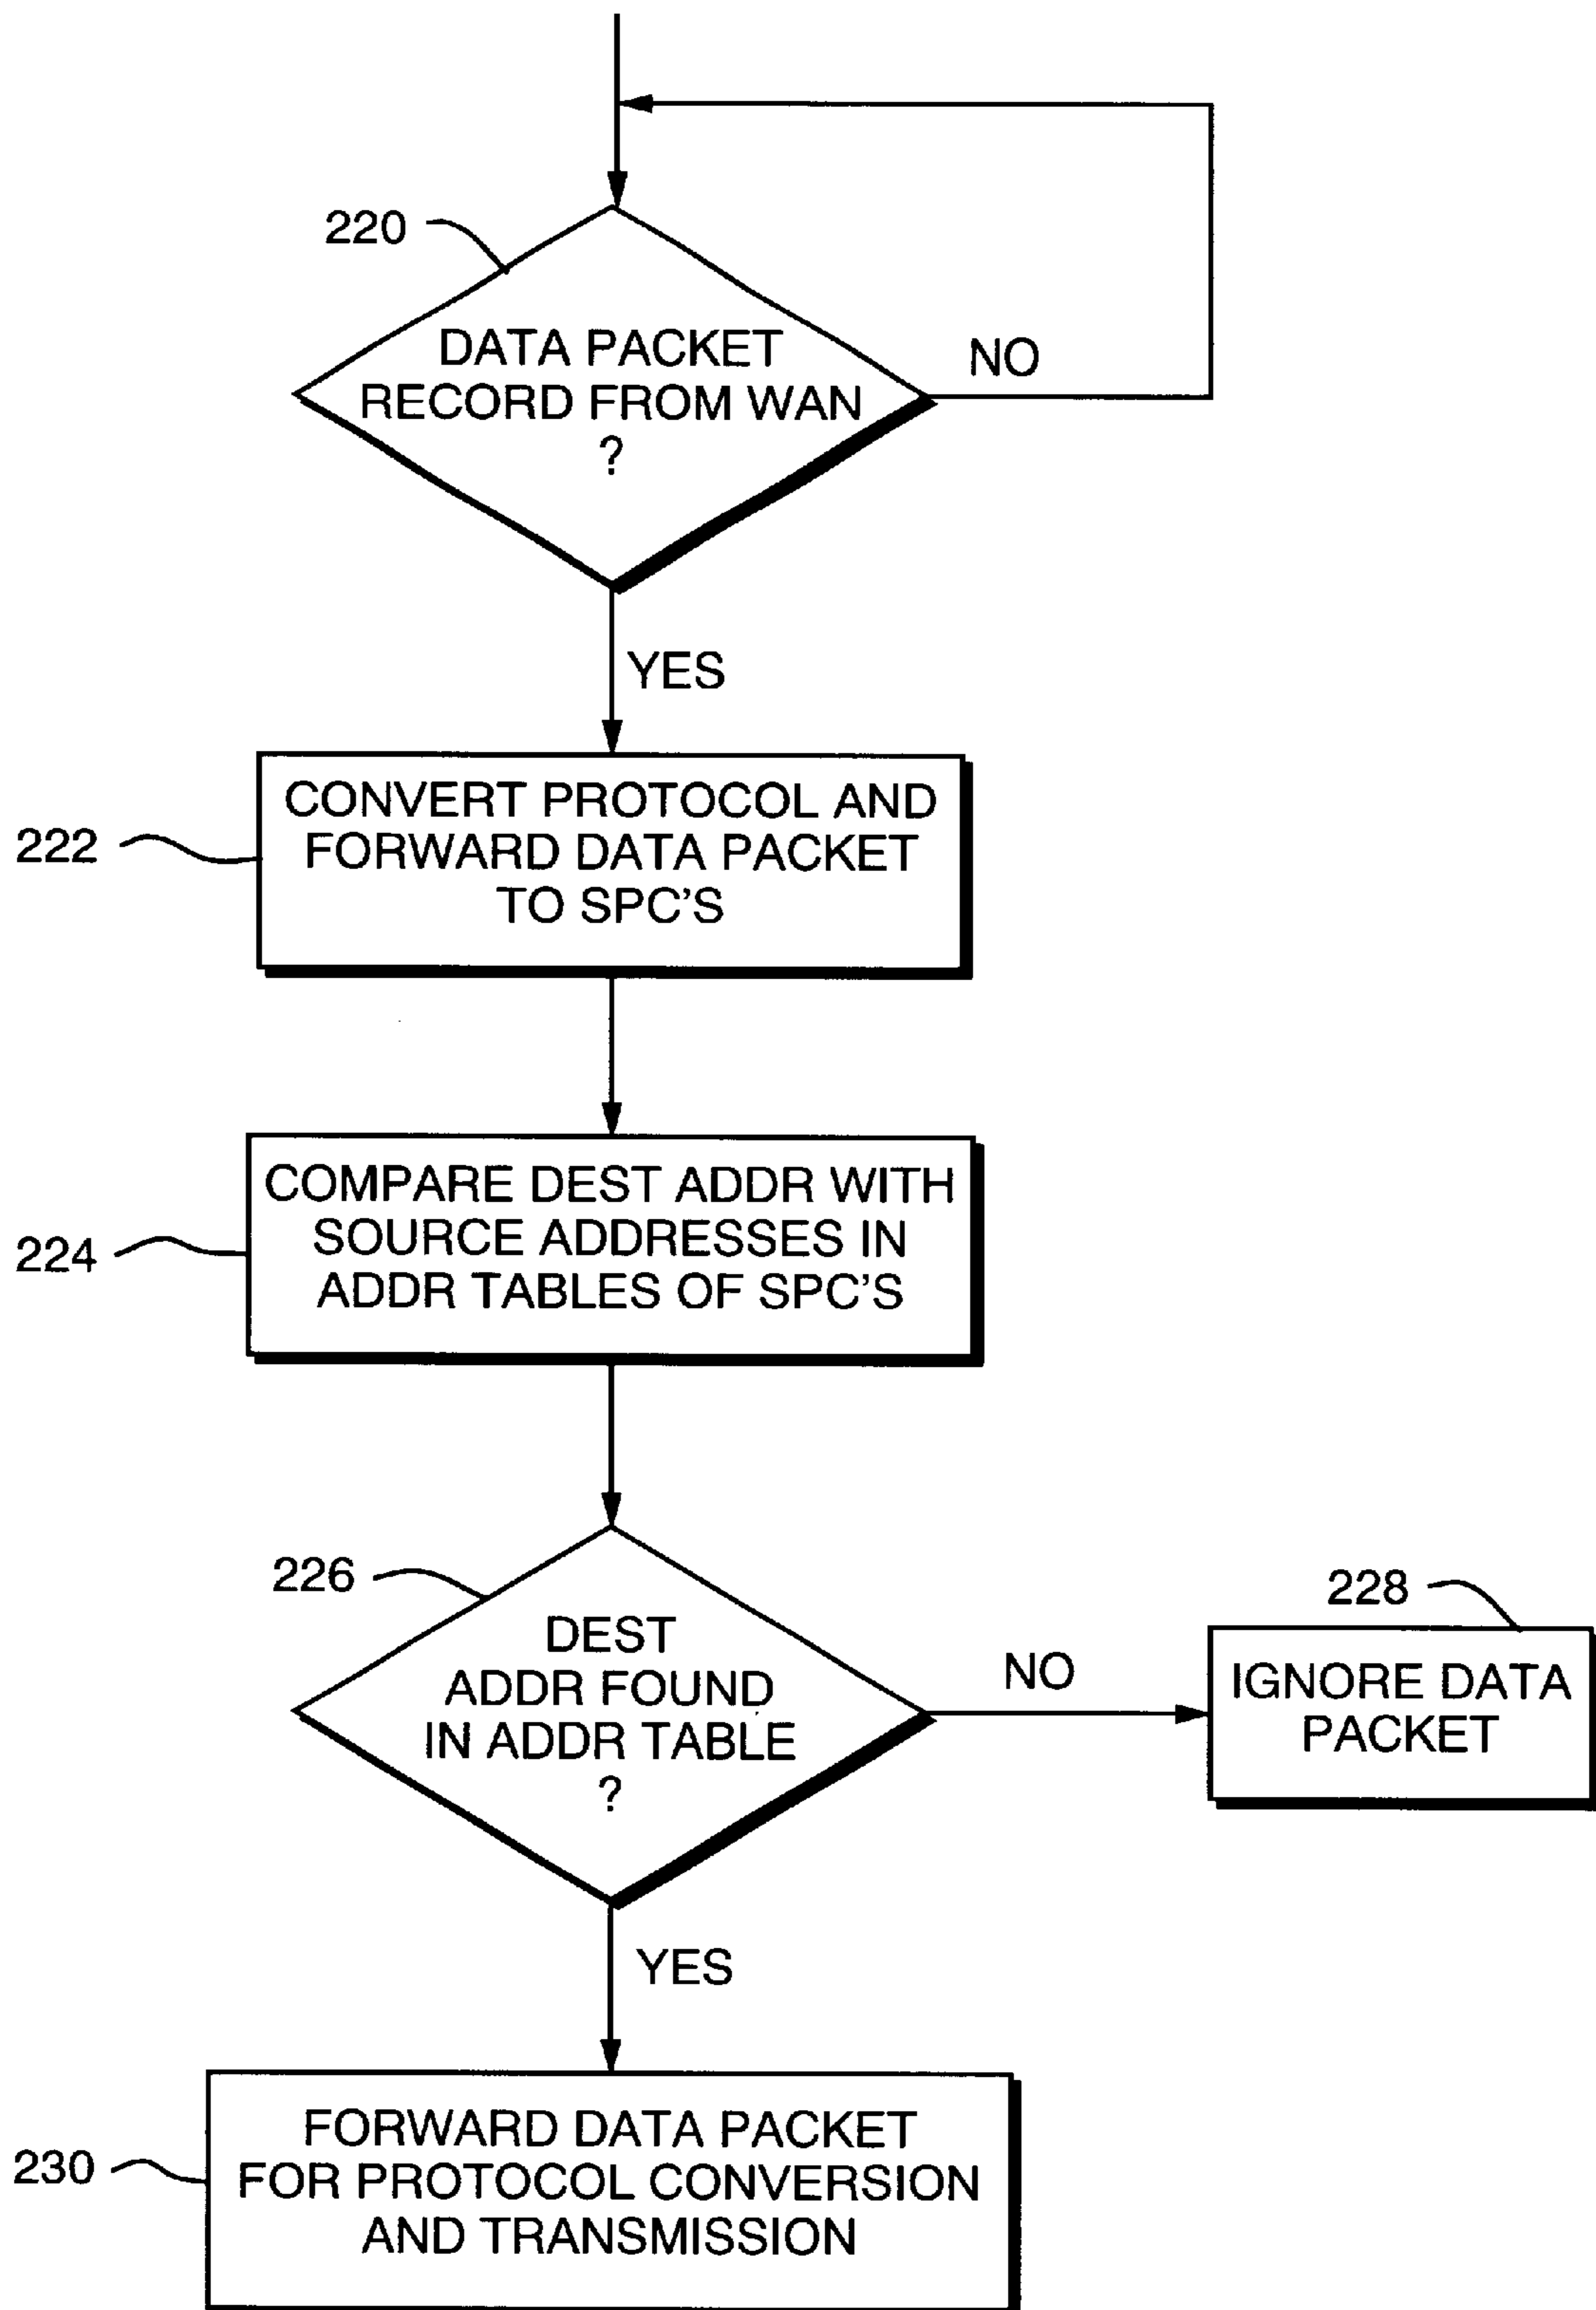 220
DATA PACKET
RECORD FROM WAN
?
NO
YES
222
CONVERT PROTOCOL AND
FORWARD DATA PACKET
TO SPC'S
224
COMPARE DEST ADDR WITH
SOURCE ADDRESSES IN
ADDR TABLES OF SPC'S
226
DEST
ADDR FOUND
IN ADDR TABLE
?
NO
228
IGNORE DATA
PACKET
YES
230
FORWARD DATA PACKET
FOR PROTOCOL CONVERSION
AND TRANSMISSION